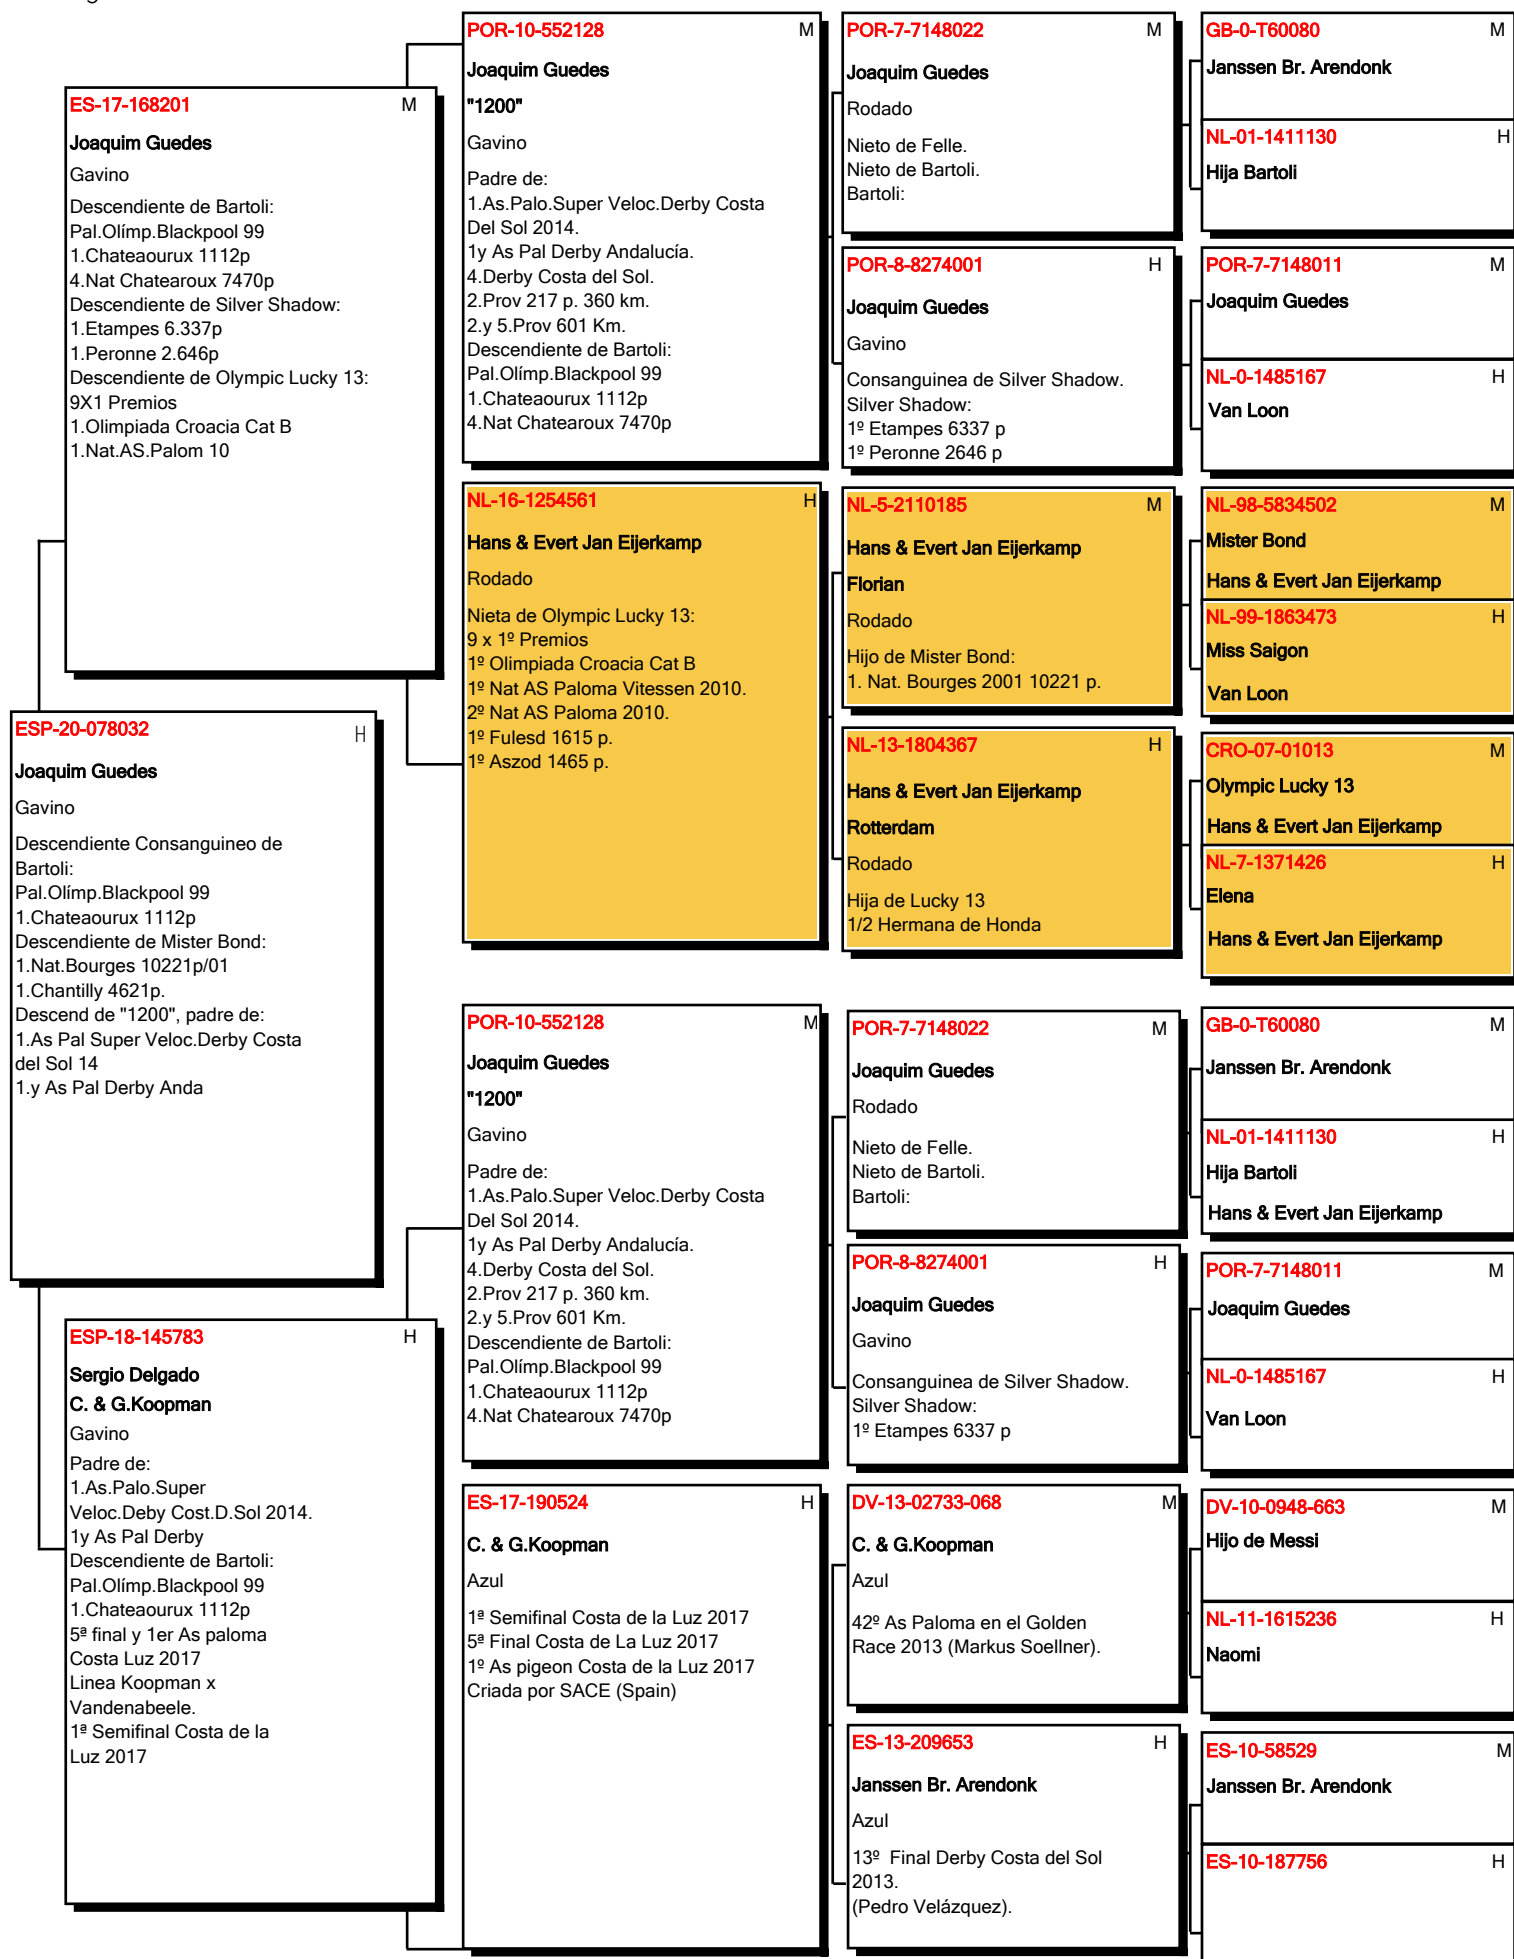 ESP-20-078032 H
Joaquim Guedes
Gavino
Descendiente Consanguineo de
Bartoli:
Pal.Olímp.Blackpool 99
1.Chateaourux 1112p
Descendiente de Mister Bond:
1.Nat.Bourges 10221p/01
1.Chantilly 4621p.
Descend de "1200", padre de:
1.As Pal Super Veloc.Derby Costa
del Sol 14
1.y As Pal Derby Anda
ES-17-168201 M
Joaquim Guedes
Gavino
Descendiente de Bartoli:
Pal.Olímp.Blackpool 99
1.Chateaourux 1112p
4.Nat Chatearoux 7470p
Descendiente de Silver Shadow:
1.Etampes 6.337p
1.Peronne 2.646p
Descendiente de Olympic Lucky 13:
9X1 Premios
1.Olimpiada Croacia Cat B
1.Nat.AS.Palom 10
ESP-18-145783 H
Sergio Delgado
C. & G.Koopman
Gavino
Padre de:
1.As.Palo.Super
Veloc.Deby Cost.D.Sol 2014.
1y As Pal Derby
Descendiente de Bartoli:
Pal.Olímp.Blackpool 99
1.Chateaourux 1112p
5ª final y 1er As paloma
Costa Luz 2017
Linea Koopman x
Vandenabeele.
1ª Semifinal Costa de la
Luz 2017
POR-10-552128 M
Joaquim Guedes
"1200"
Gavino
Padre de:
1.As.Palo.Super Veloc.Derby Costa
Del Sol 2014.
1y As Pal Derby Andalucía.
4.Derby Costa del Sol.
2.Prov 217 p. 360 km.
2.y 5.Prov 601 Km.
Descendiente de Bartoli:
Pal.Olímp.Blackpool 99
1.Chateaourux 1112p
4.Nat Chatearoux 7470p
NL-16-1254561 H
Hans & Evert Jan Eijerkamp
Rodado
Nieta de Olympic Lucky 13:
9 x 1º Premios
1º Olimpiada Croacia Cat B
1º Nat AS Paloma Vitessen 2010.
2º Nat AS Paloma 2010.
1º Fulesd 1615 p.
1º Aszod 1465 p.
POR-10-552128 M
Joaquim Guedes
"1200"
Gavino
Padre de:
1.As.Palo.Super Veloc.Derby Costa
Del Sol 2014.
1y As Pal Derby Andalucía.
4.Derby Costa del Sol.
2.Prov 217 p. 360 km.
2.y 5.Prov 601 Km.
Descendiente de Bartoli:
Pal.Olímp.Blackpool 99
1.Chateaourux 1112p
4.Nat Chatearoux 7470p
ES-17-190524 H
C. & G.Koopman
Azul
1ª Semifinal Costa de la Luz 2017
5ª Final Costa de La Luz 2017
1º As pigeon Costa de la Luz 2017
Criada por SACE (Spain)
POR-7-7148022 M
Joaquim Guedes
Rodado
Nieto de Felle.
Nieto de Bartoli.
Bartoli:
POR-8-8274001 H
Joaquim Guedes
Gavino
Consanguinea de Silver Shadow.
Silver Shadow:
1º Etampes 6337 p
1º Peronne 2646 p
NL-5-2110185 M
Hans & Evert Jan Eijerkamp
Florian
Rodado
Hijo de Mister Bond:
1. Nat. Bourges 2001 10221 p.
NL-13-1804367 H
Hans & Evert Jan Eijerkamp
Rotterdam
Rodado
Hija de Lucky 13
1/2 Hermana de Honda
POR-7-7148022 M
Joaquim Guedes
Rodado
Nieto de Felle.
Nieto de Bartoli.
Bartoli:
POR-8-8274001 H
Joaquim Guedes
Gavino
Consanguinea de Silver Shadow.
Silver Shadow:
1º Etampes 6337 p
DV-13-02733-068 M
C. & G.Koopman
Azul
42º As Paloma en el Golden
Race 2013 (Markus Soellner).
ES-13-209653 H
Janssen Br. Arendonk
Azul
13º Final Derby Costa del Sol
2013.
(Pedro Velázquez).
GB-0-T60080 M
Janssen Br. Arendonk
NL-01-1411130 H
Hija Bartoli
POR-7-7148011 M
Joaquim Guedes
NL-0-1485167 H
Van Loon
NL-98-5834502 M
Mister Bond
Hans & Evert Jan Eijerkamp
NL-99-1863473 H
Miss Saigon
Van Loon
CRO-07-01013 M
Olympic Lucky 13
Hans & Evert Jan Eijerkamp
NL-7-1371426 H
Elena
Hans & Evert Jan Eijerkamp
GB-0-T60080 M
Janssen Br. Arendonk
NL-01-1411130 H
Hija Bartoli
Hans & Evert Jan Eijerkamp
POR-7-7148011 M
Joaquim Guedes
NL-0-1485167 H
Van Loon
DV-10-0948-663 M
Hijo de Messi
NL-11-1615236 H
Naomi
ES-10-58529 M
Janssen Br. Arendonk
ES-10-187756 H